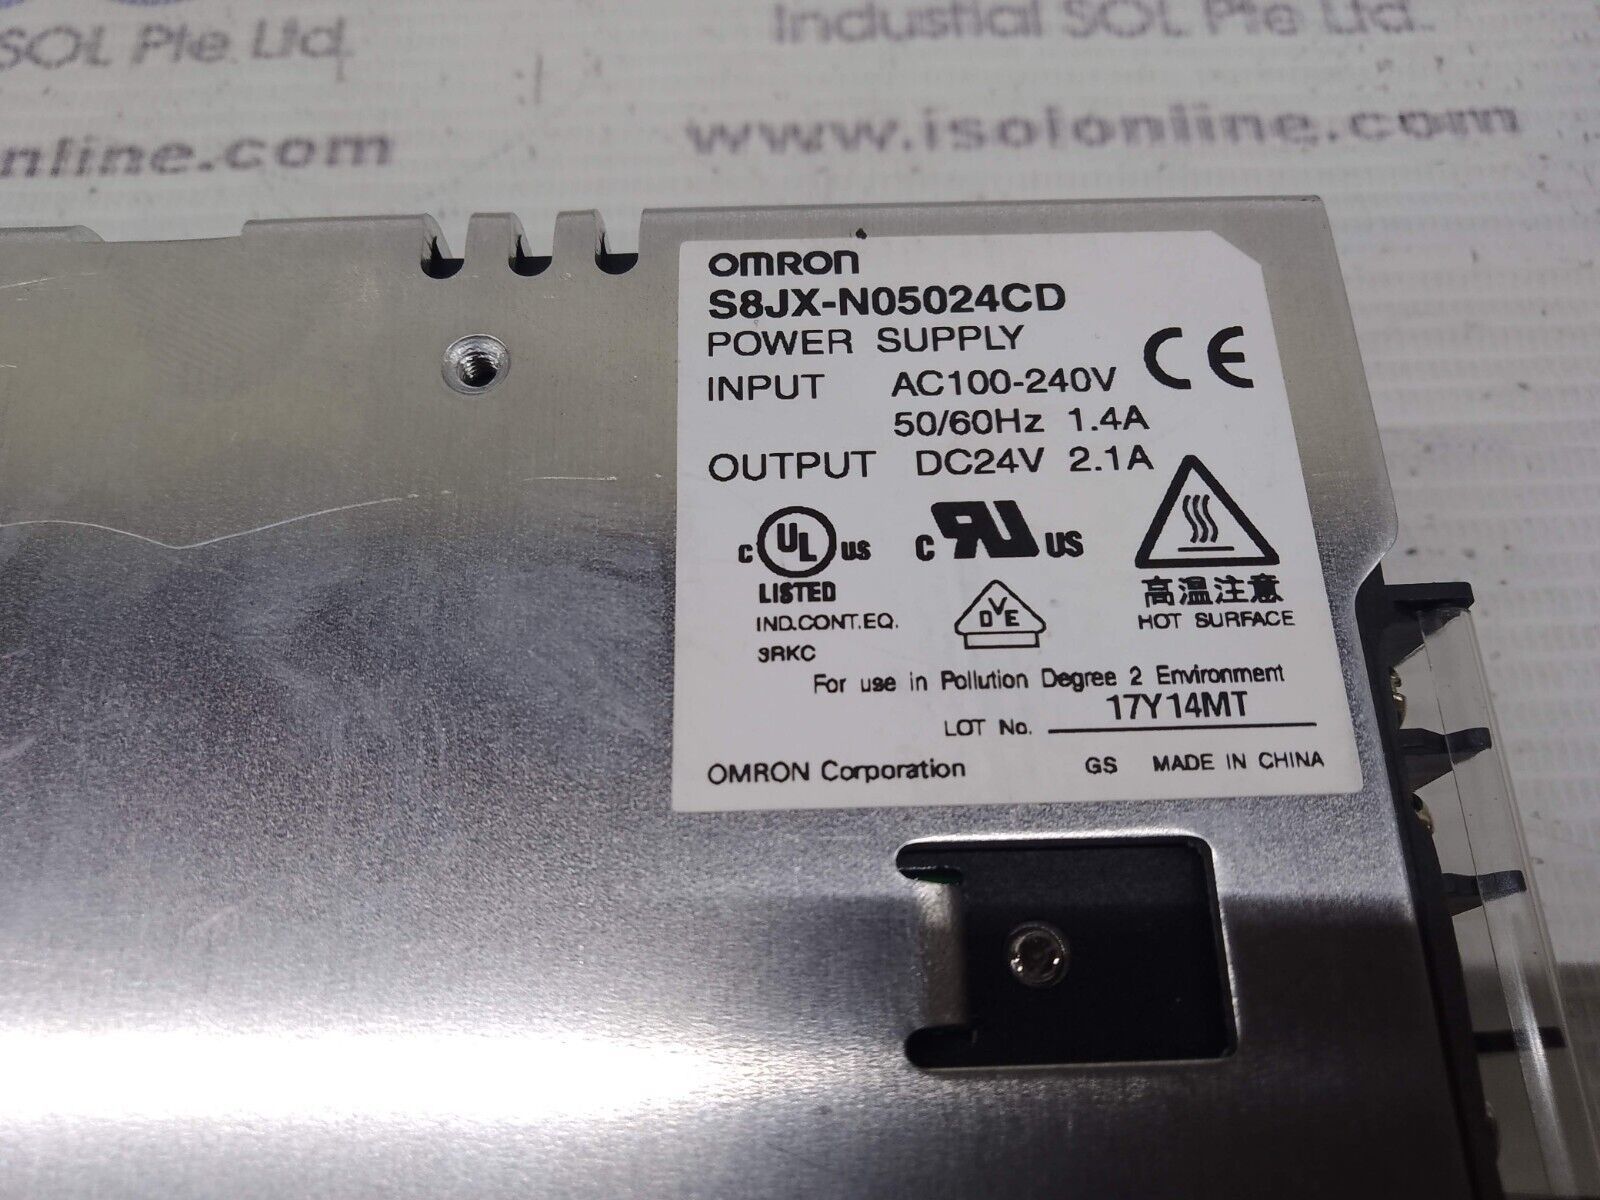 SOL Pte Ltd.
Industrial SOL Pte Ltd.
nline.com
www.isolonline.com
OMRON
S8JX-N05024CD
POWER SUPPLY
CE
INPUT AC100-240V
50/60Hz 1.4A
OUTPUT DC24V 2.1A
C UL US
LISTED
IND.CONT.EQ.
3RKC
C RU US
DVE
高温注意
HOT SURFACE
For use in Pollution Degree 2 Environment
LOT No. 17Y14MT
OMRON Corporation GS MADE IN CHINA